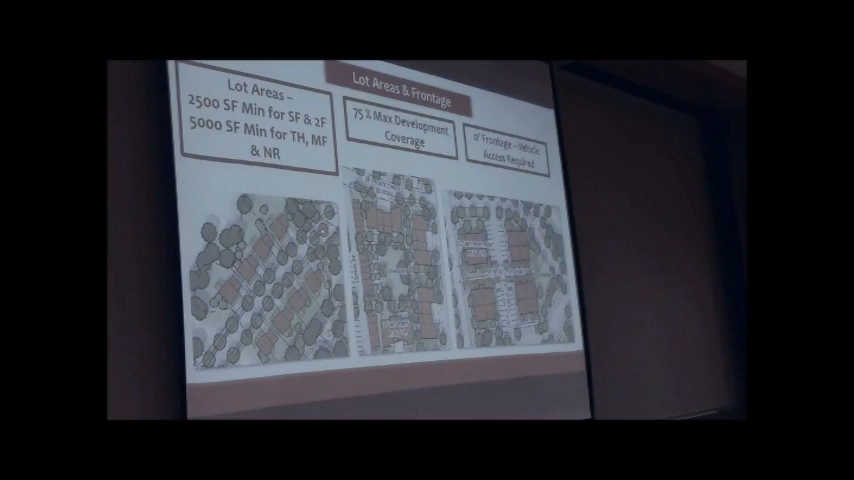 Lot Areas & Frontage
Lot Areas –
2500 SF Min for SF & 2F
5000 SF Min for TH, MF
& NR
75 % Max Development
Coverage
0' Frontage – Vehicle
Access Required